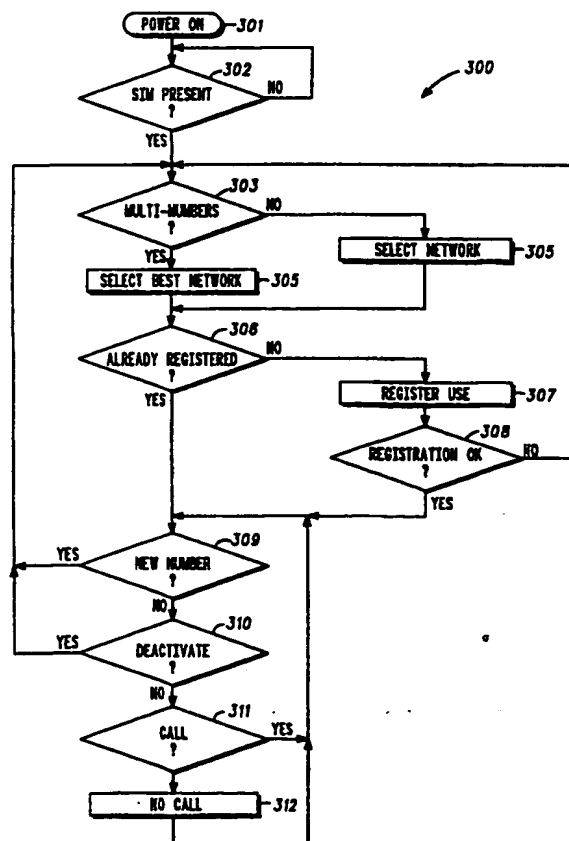 POWER ON 301
302
SIM PRESENT
?
NO
300
YES
303
MULTI-NUMBERS
?
NO
YES
SELECT NETWORK 305
SELECT BEST NETWORK 305
306
ALREADY REGISTERED
?
NO
YES
REGISTER USE 307
308
REGISTRATION OK
?
NO
YES
309
YES
NEW NUMBER
?
NO
310
YES
DEACTIVATE
?
NO
311
CALL
?
YES
NO CALL 312